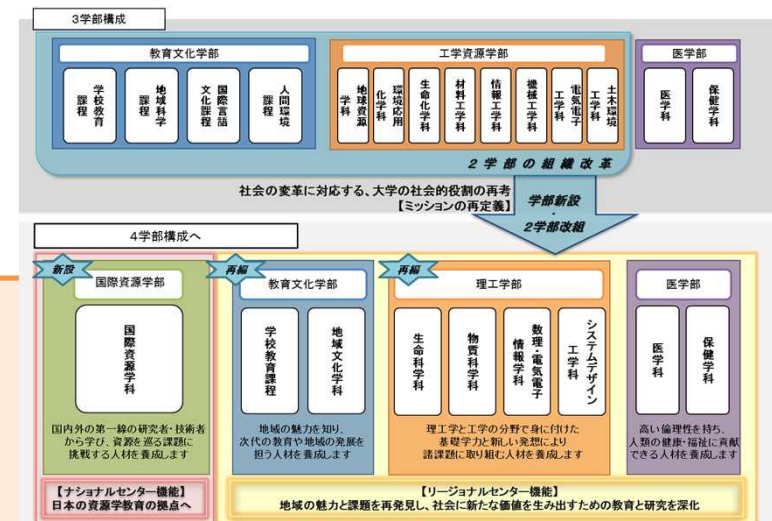 3学部構成
教育文化学部
学校教育
課程
地域科学
課程
国際言語
文化課程
人間環境
課程
工学資源学部
地球資源
学科
環境応用
化学科
生命化学科
材料工学科
情報工学科
機械工学科
電気電子
工学科
土木環境
工学科
医学部
医学科
保健学科
2学部の組織改革
社会の変革に対応する、大学の社会的役割の再考
【ミッションの再定義】
学部新設
・
2学部改組
4学部構成へ
新設
国際資源学部
国際資源学科
国内外の第一線の研究者・技術者
から学び、資源を巡る課題に
挑戦する人材を養成します
再編
教育文化学部
学校教育課程
地域文化学科
地域の魅力を知り、
次代の教育や地域の発展を
担う人材を養成します
再編
理工学部
生命科学科
物質科学科
数理・電気電子
情報学科
システムデザイン
工学科
理工学と工学の分野で身に付けた
基礎学力と新しい発想により
諸課題に取り組む人材を養成します
医学部
医学科
保健学科
高い倫理性を持ち、
人類の健康・福祉に貢献
できる人材を養成します
【ナショナルセンター機能】
日本の資源学教育の拠点へ
【リージョナルセンター機能】
地域の魅力と課題を再発見し、社会に新たな価値を生み出すための教育と研究を深化